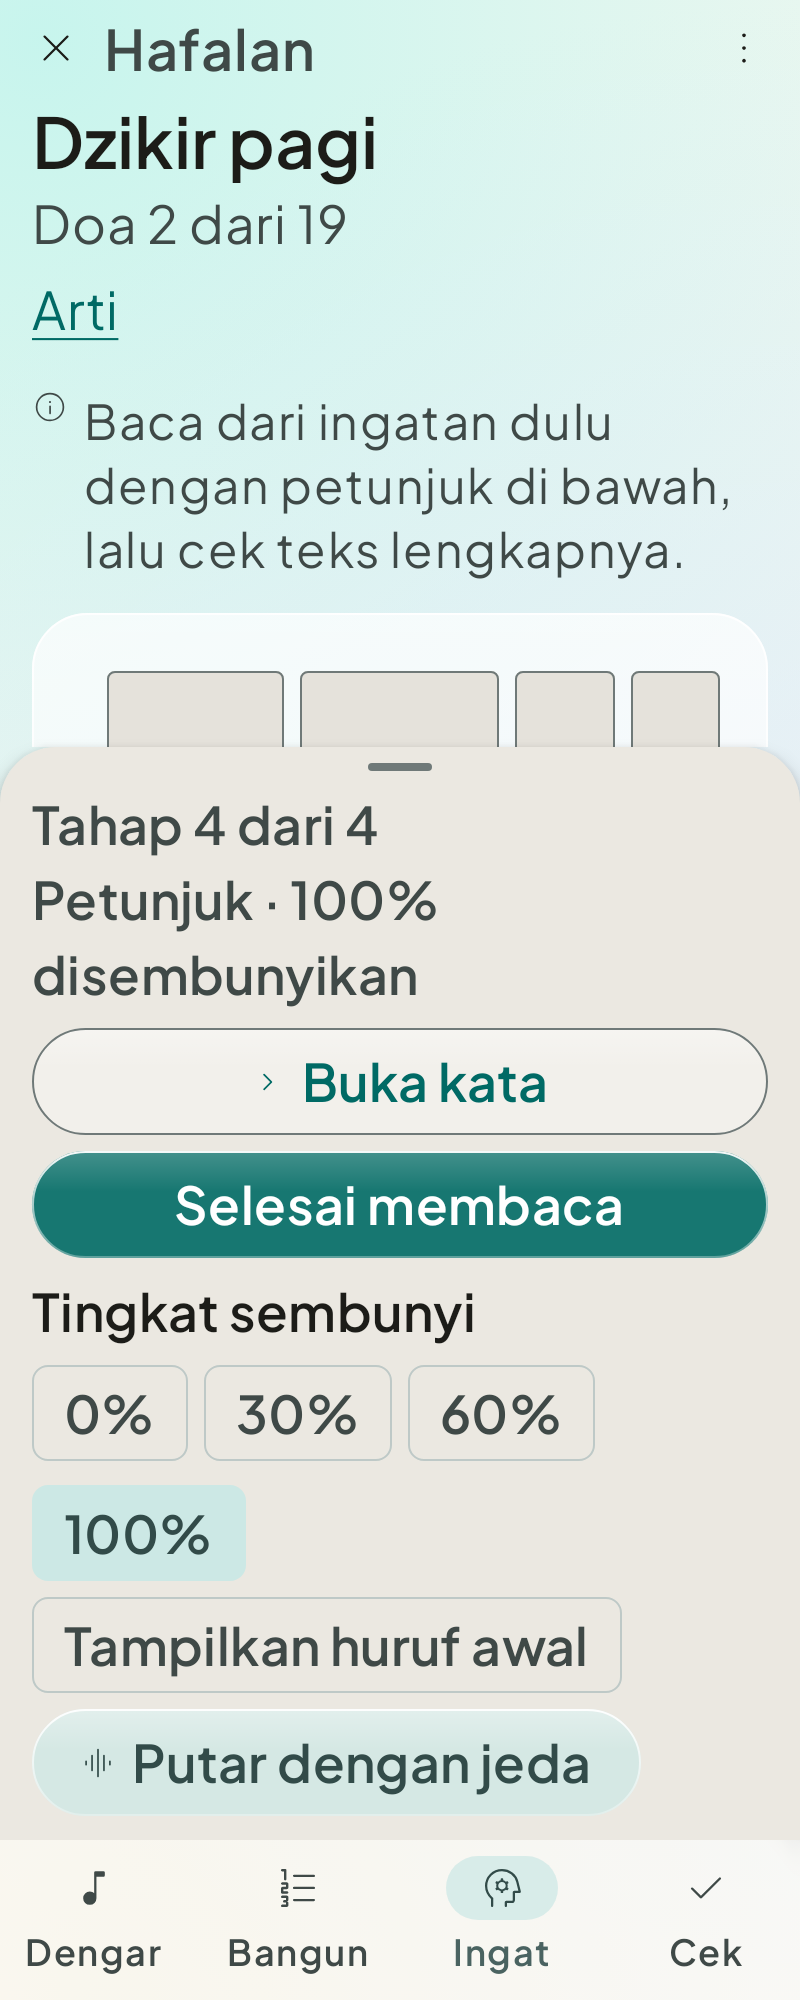 Hafalan
Dzikir pagi
Doa 2 dari 19
Arti
Baca dari ingatan dulu
dengan petunjuk di bawah,
lalu cek teks lengkapnya.
Tahap 4 dari 4
Petunjuk · 100%
disembunyikan
Buka kata
Selesai membaca
Tingkat sembunyi
0% 30% 60%
100%
Tampilkan huruf awal
Putar dengan jeda
Dengar Bangun Ingat Cek